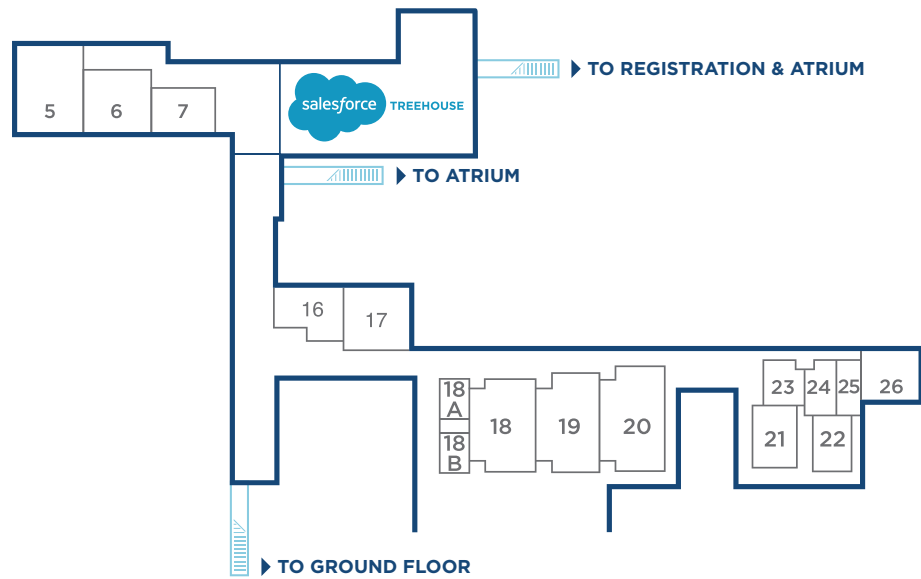 TO REGISTRATION & ATRIUM
5
6
7
salesforce
TREEHOUSE
TO ATRIUM
16
17
18
A
18
B
18
19
20
23
24
25
26
21
22
TO GROUND FLOOR